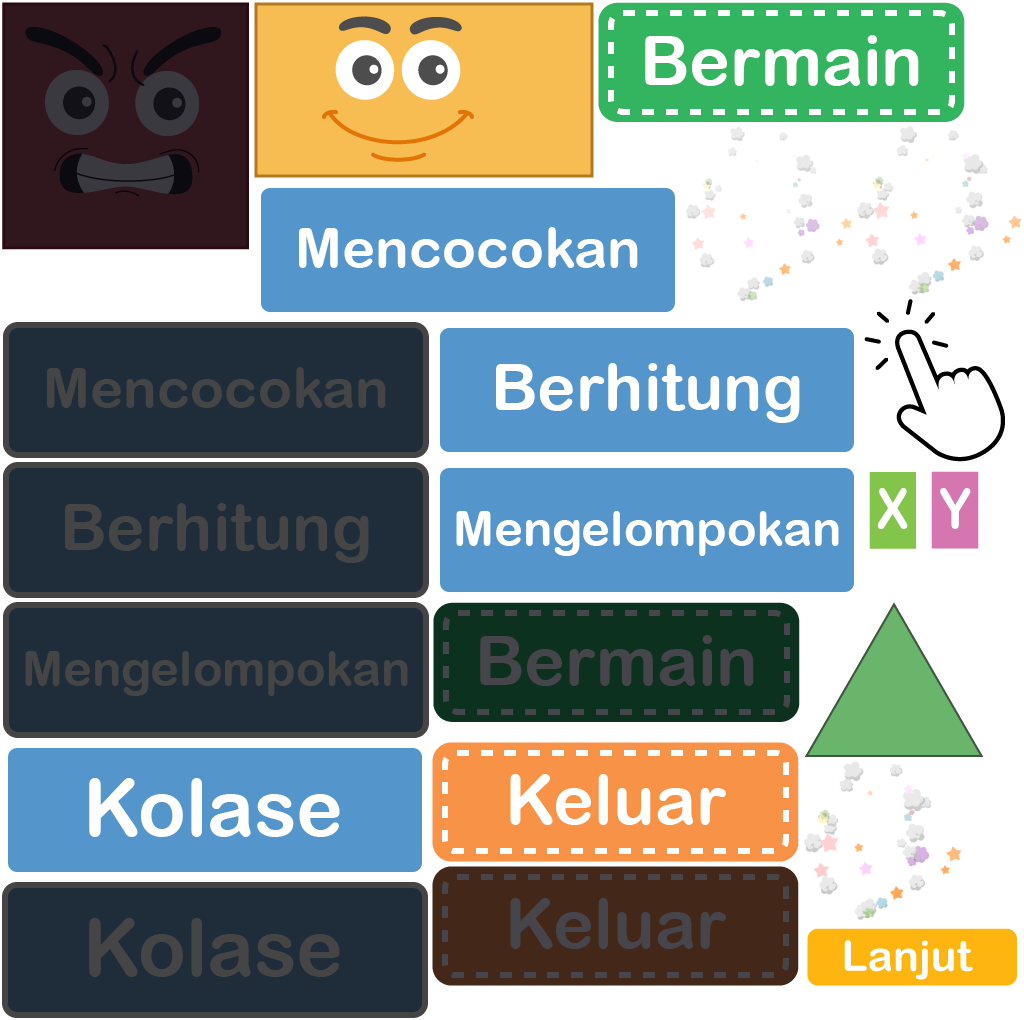 Bermain
Mencocokan
Mencocokan
Berhitung
Berhitung
Mengelompokan
X Y
Mengelompokan
Bermain
Kolase
Keluar
Kolase
Keluar
Lanjut